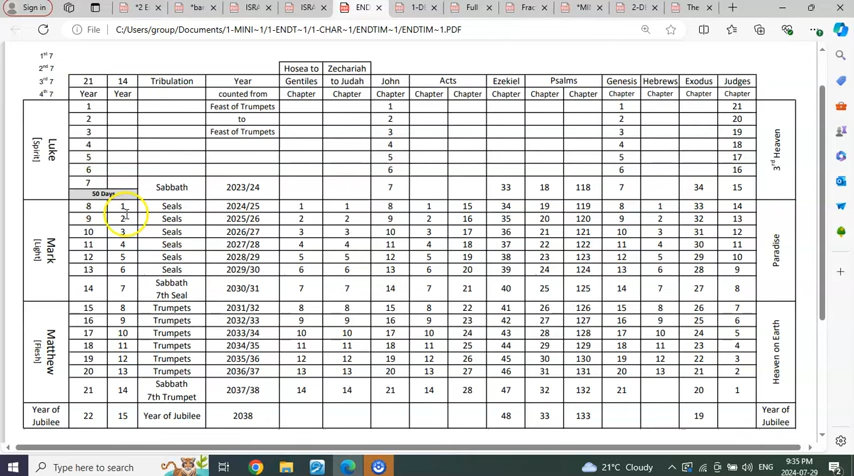 Sign in
*2 E
*ba
ISRA
ISRA
END
1-DE
Full
Frac
*MI
2-DE
The
File C:/Users/group/Documents/1-MINI~1/1-ENDT~1/1-CHAR~1/ENDTIM~1/ENDTIM~1.PDF
1st 7
2nd 7
3rd 7
4th 7
Hosea to Zechariah
21 14 Tribulation Year Gentiles to Judah John Acts Ezekiel Psalms Genesis Hebrews Exodus Judges
Year Year counted from Chapter Chapter Chapter Chapter Chapter Chapter Chapter Chapter Chapter Chapter Chapter Chapter
Luke
[Spirit]
3rd Heaven
1 Feast of Trumpets 1 1 21
2 to 2 2 20
3 Feast of Trumpets 3 3 19
4 4 4 18
5 5 5 17
6 6 6 16
7 Sabbath 2023/24 7 33 18 118 7 34 15
50 Days
Mark
[Light]
Paradise
8 1 Seals 2024/25 1 1 8 1 15 34 19 119 8 1 33 14
9 2 Seals 2025/26 2 2 9 2 16 35 20 120 9 2 32 13
10 3 Seals 2026/27 3 3 10 3 17 36 21 121 10 3 31 12
11 4 Seals 2027/28 4 4 11 4 18 37 22 122 11 4 30 11
12 5 Seals 2028/29 5 5 12 5 19 38 23 123 12 5 29 10
13 6 Seals 2029/30 6 6 13 6 20 39 24 124 13 6 28 9
14 7 Sabbath 7th Seal 2030/31 7 7 14 7 21 40 25 125 14 7 27 8
Matthew
[Flesh]
Heaven on Earth
15 8 Trumpets 2031/32 8 8 15 8 22 41 26 126 15 8 26 7
16 9 Trumpets 2032/33 9 9 16 9 23 42 27 127 16 9 25 6
17 10 Trumpets 2033/34 10 10 17 10 24 43 28 128 17 10 24 5
18 11 Trumpets 2034/35 11 11 18 11 25 44 29 129 18 11 23 4
19 12 Trumpets 2035/36 12 12 19 12 26 45 30 130 19 12 22 3
20 13 Trumpets 2036/37 13 13 20 13 27 46 31 131 20 13 21 2
21 14 Sabbath 7th Trumpet 2037/38 14 14 21 14 28 47 32 132 21 20 1
Year of Jubilee 22 15 Year of Jubilee 2038 48 33 133 19 Year of Jubilee
Type here to search
21°C Cloudy
ENG
9:35 PM
2024-07-29